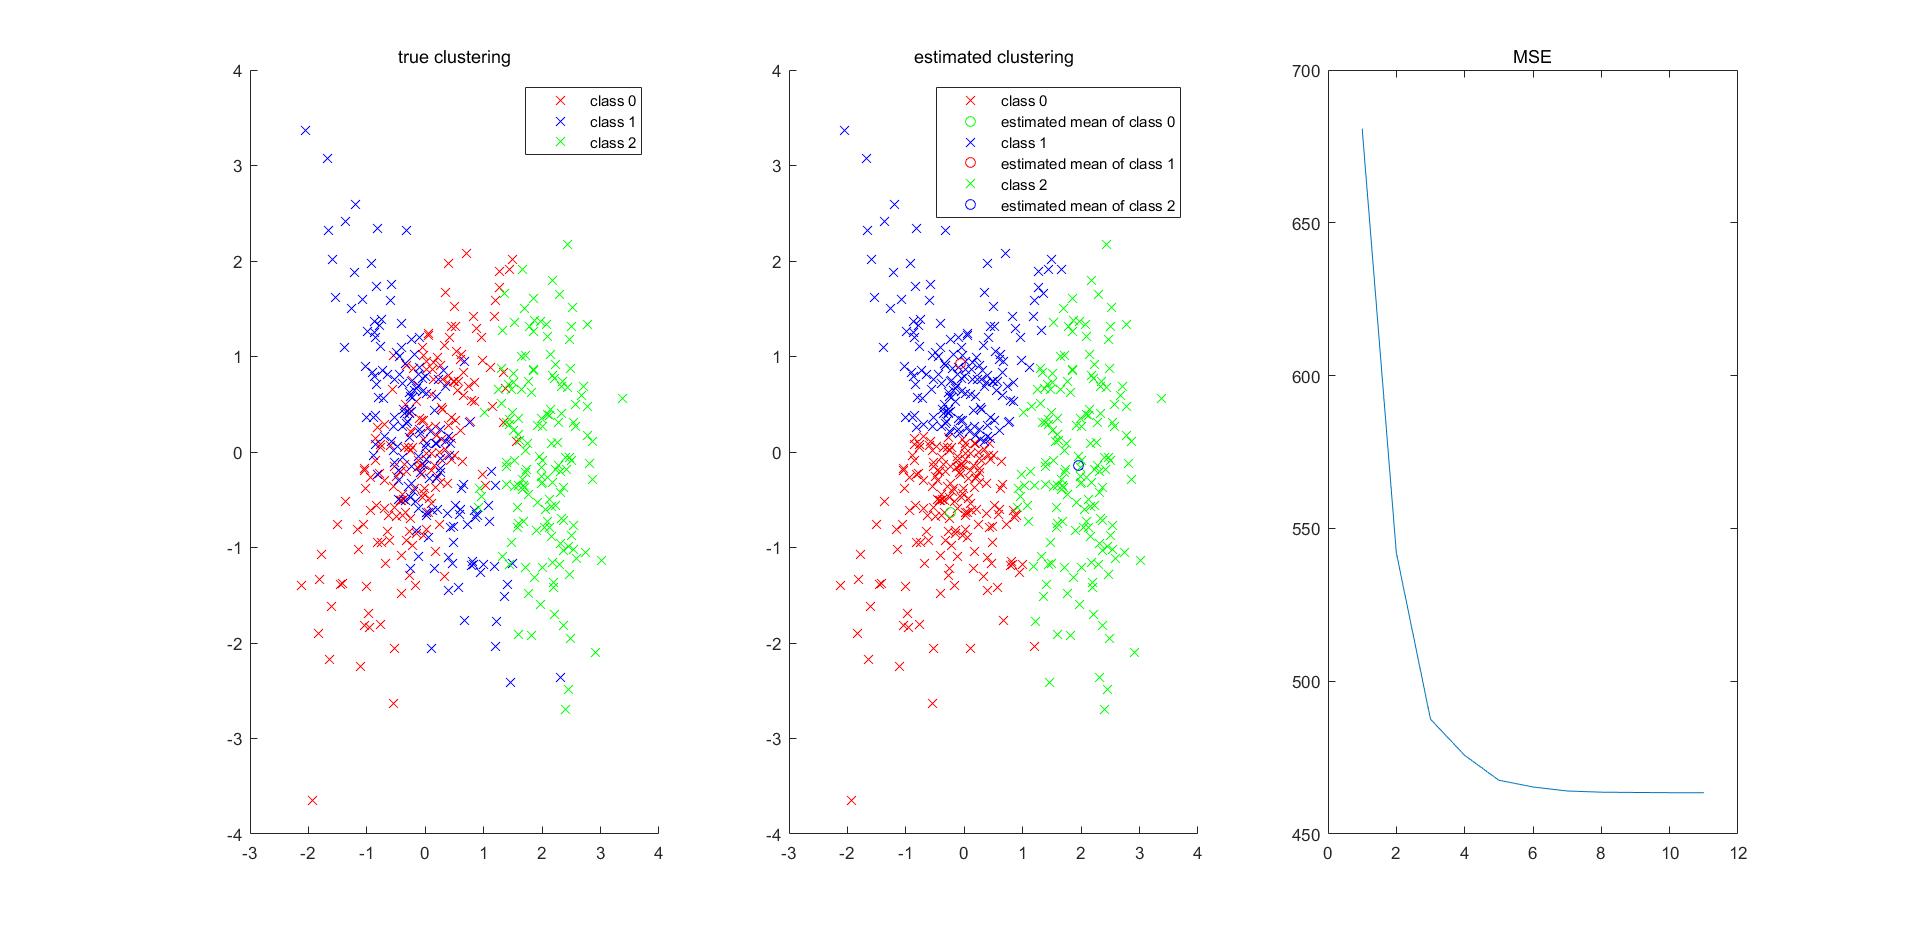 true clustering
4
3
2
1
0
-1
-2
-3
-4
-3 -2 -1 0 1 2 3 4
class 0
class 1
class 2
estimated clustering
4
3
2
1
0
-1
-2
-3
-4
-3 -2 -1 0 1 2 3 4
class 0
estimated mean of class 0
class 1
estimated mean of class 1
class 2
estimated mean of class 2
MSE
700
650
600
550
500
450
0 2 4 6 8 10 12